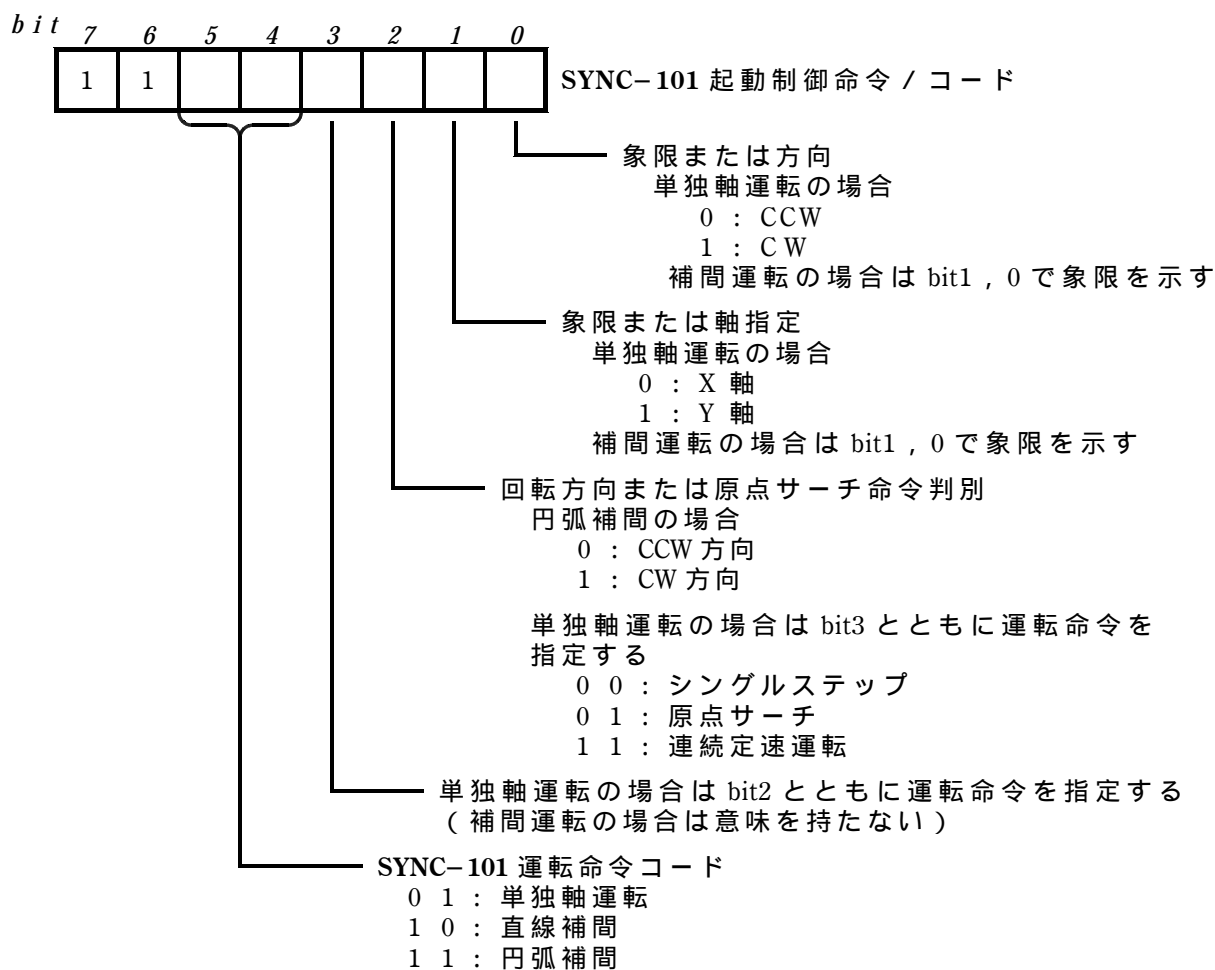 bit 7 6 5 4 3 2 1 0
1 1 SYNC-101 起動制御命令 / コード
象限または方向
単独軸運転の場合
0 : CCW
1 : CW
補間運転の場合は bit1 , 0 で象限を示す
象限または軸指定
単独軸運転の場合
0 : X 軸
1 : Y 軸
補間運転の場合は bit1 , 0 で象限を示す
回転方向または原点サーチ命令判別
円弧補間の場合
0 : CCW 方向
1 : CW 方向
単独軸運転の場合は bit3 とともに運転命令を
指定する
0 0 : シングルステップ
0 1 : 原点サーチ
1 1 : 連続定速運転
単独軸運転の場合は bit2 とともに運転命令を指定する
( 補間運転の場合は意味を持たない )
SYNC-101 運転命令コード
0 1 : 単独軸運転
1 0 : 直線補間
1 1 : 円弧補間